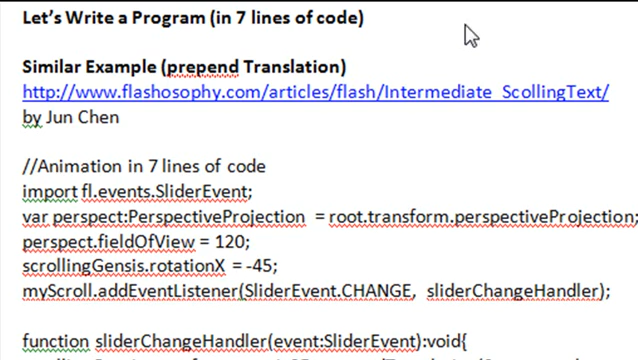 Let's Write a Program (in 7 lines of code)
Similar Example (prepend Translation)
http://www.flashosophy.com/articles/flash/Intermediate_ScollingText/
by Jun Chen
//Animation in 7 lines of code
import fl.events.SliderEvent;
var perspect:PerspectiveProjection = root.transform.perspectiveProjection;
perspect.fieldOfView = 120;
scrollingGensis.rotationX = -45;
myScroll.addEventListener(SliderEvent.CHANGE, sliderChangeHandler);
function sliderChangeHandler(event:SliderEvent):void{